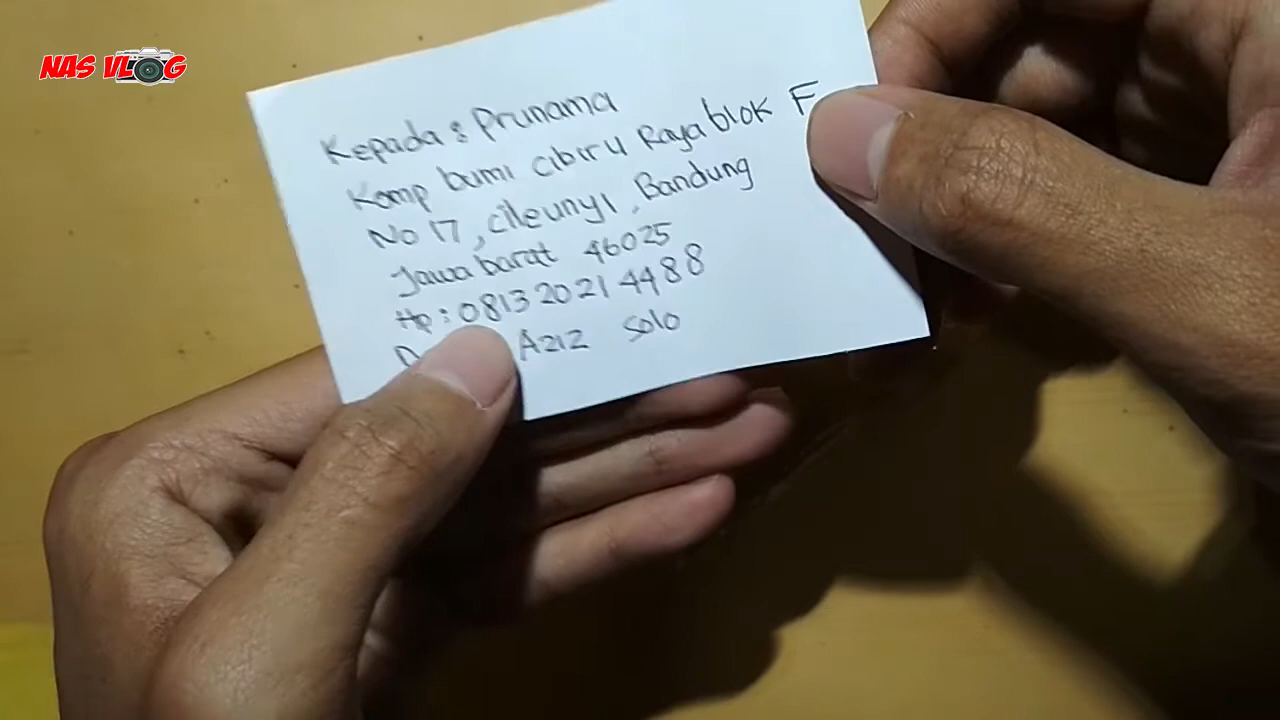 NAS VLOG
Kepada : Prunama
Komp bumi cibiru Raya blok F
No 17, cileunyi, Bandung
Jawa barat 46025
Hp : 081320214488
Aziz Solo